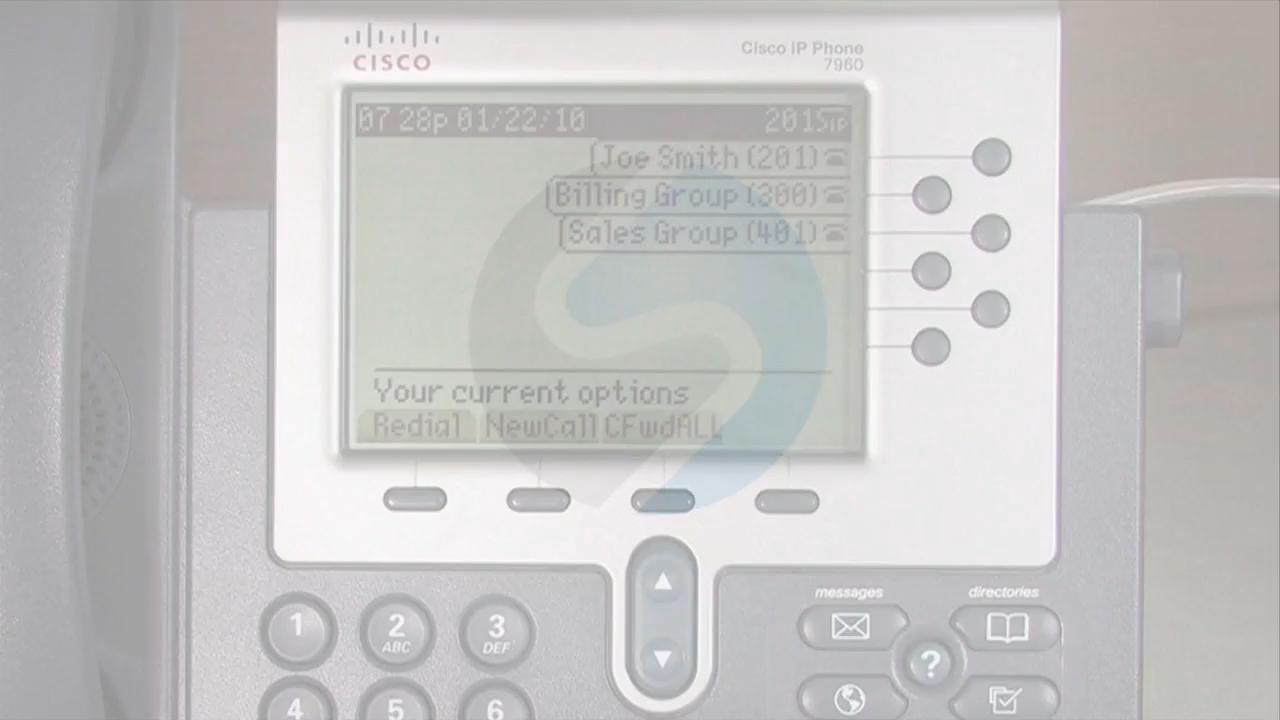 CISCO
Cisco IP Phone
7960
07 28p 01/22/10 201SIP
Joe Smith (201)
Billing Group (300)
Sales Group (401)
Your current options
Redial NewCall CFwdALL
messages directories
1 2 3
ABC DEF
?
4 5 6